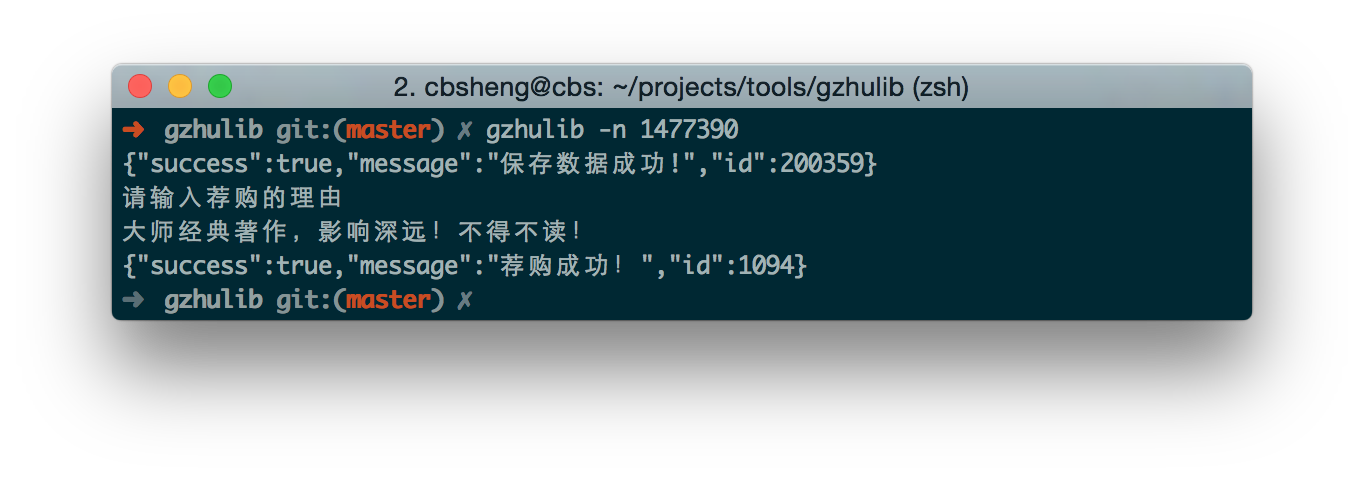 2. cbsheng@cbs: ~/projects/tools/gzhulib (zsh)
➜ gzhulib git:(master) ✗ gzhulib -n 1477390
{"success":true,"message":"保存数据成功!","id":200359}
请输入荐购的理由
大师经典著作，影响深远！不得不读！
{"success":true,"message":"荐购成功！","id":1094}
➜ gzhulib git:(master) ✗